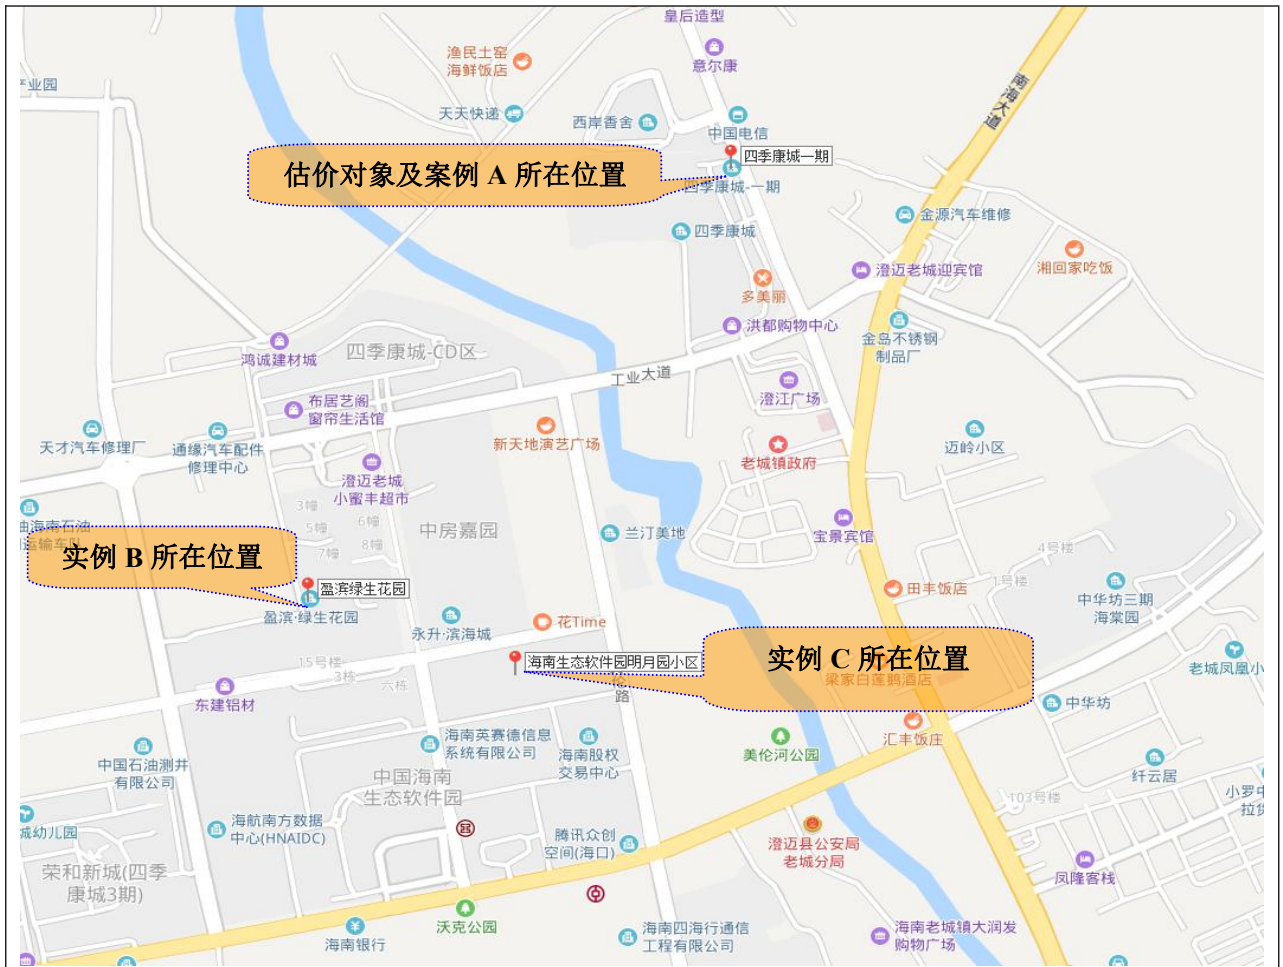 皇后造型
渔民土窑
海鲜饭店
意尔康
业园
天天快递
西岸香舍
中国电信
南海大道
估价对象及案例 A 所在位置
四季康城一期
四季康城-一期
金源汽车维修
四季康城
澄迈老城迎宾馆
湘回家吃饭
多美丽
洪都购物中心
金岛不锈钢
制品厂
鸿诚建材城
四季康城-CD区
工业大道
澄江广场
布居艺阁
窗帘生活馆
天才汽车修理厂
通缘汽车配件
修理中心
新天地演艺广场
老城镇政府
迈岭小区
澄迈老城
小蜜丰超市
3幢
5幢
6幢
7幢
8幢
中房嘉园
兰汀美地
宝景宾馆
4号楼
油海南石油
运输车队
实例 B 所在位置
盈滨绿生花园
盈滨·绿生花园
田丰饭店
1号楼
中华坊三期
海棠园
永升·滨海城
花Time
实例 C 所在位置
海南生态软件园明月园小区
梁家白莲鹅酒店
老城凤凰小
15号楼
3栋
六栋
伦路
东建铝材
中华坊
汇丰饭庄
海南英赛德信息
系统有限公司
海南股权
交易中心
美伦河公园
中国石油测井
有限公司
中国海南
生态软件园
纤云居
103号楼
小罗中
拉货
城幼儿园
海航南方数据
中心(HNAIDC)
腾讯众创
空间(海口)
澄迈县公安局
老城分局
荣和新城(四季
康城3期)
凤隆客栈
沃克公园
海南银行
海南四海行通信
工程有限公司
海南老城镇大润发
购物广场